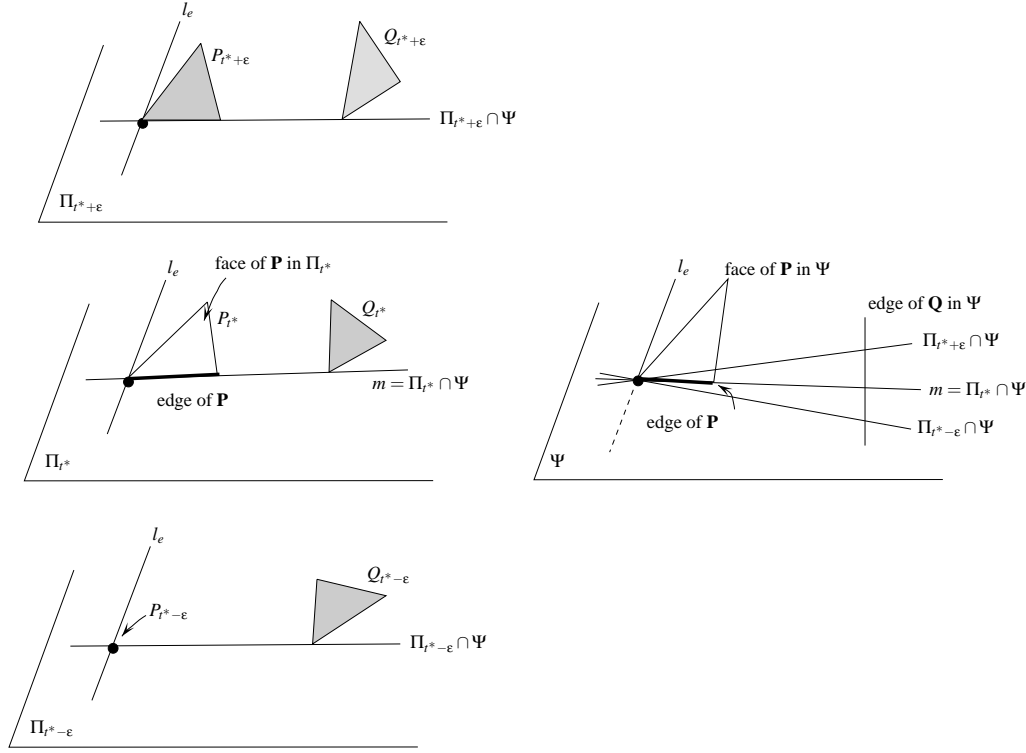 l_e
P_{t*+ε}
Q_{t*+ε}
Π_{t*+ε} ∩ Ψ
Π_{t*+ε}
l_e
face of P in Π_{t*}
P_{t*}
Q_{t*}
m = Π_{t*} ∩ Ψ
edge of P
Π_{t*}
l_e
face of P in Ψ
edge of Q in Ψ
Π_{t*+ε} ∩ Ψ
m = Π_{t*} ∩ Ψ
edge of P
Π_{t*−ε} ∩ Ψ
Ψ
l_e
P_{t*−ε}
Q_{t*−ε}
Π_{t*−ε} ∩ Ψ
Π_{t*−ε}